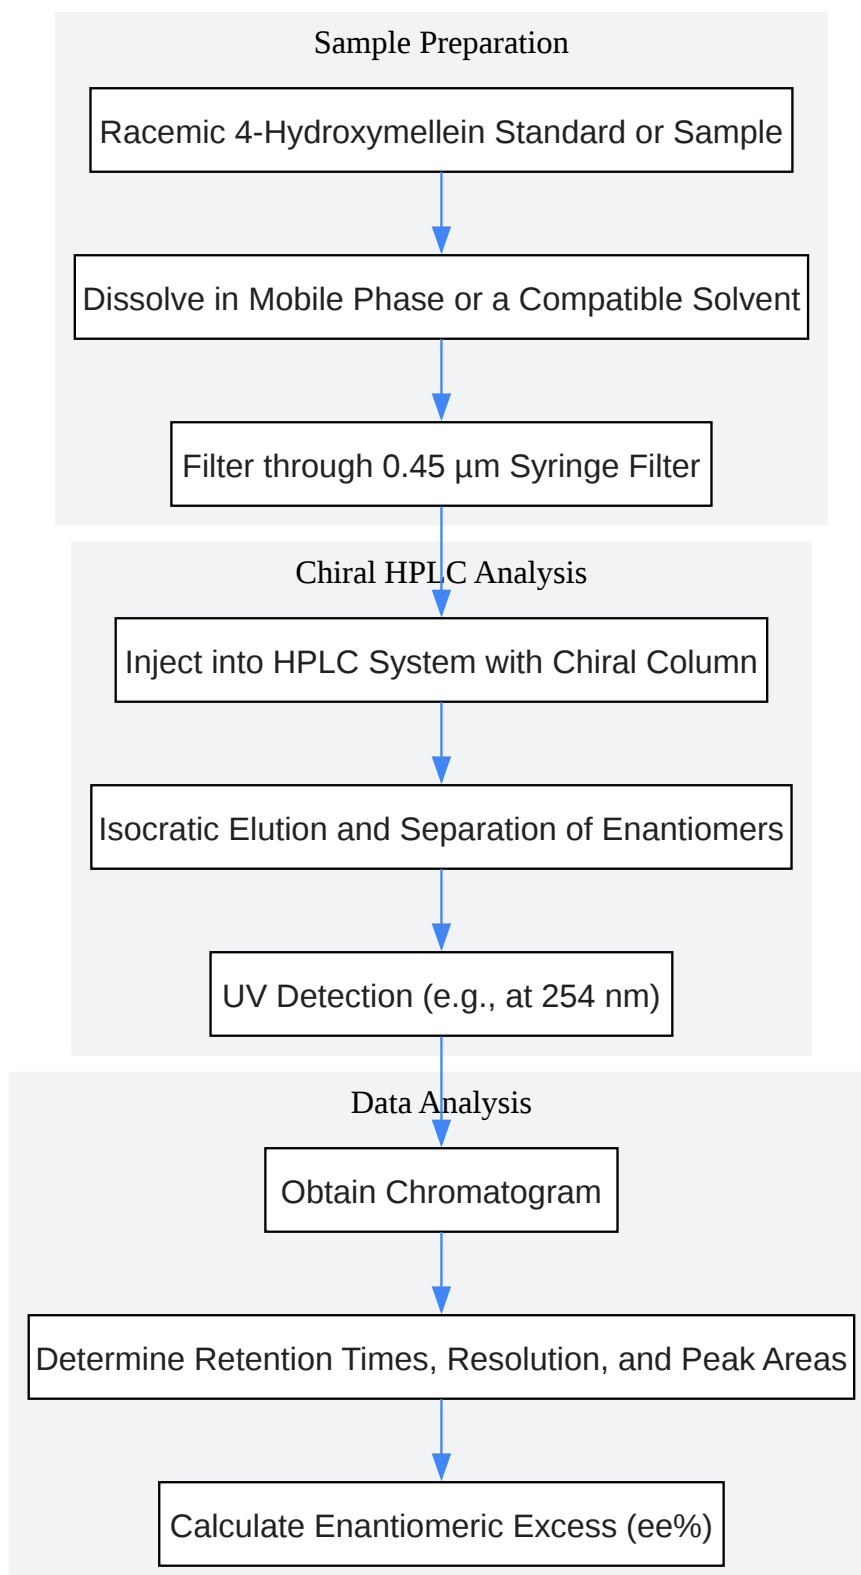 Sample Preparation
Racemic 4-Hydroxymellein Standard or Sample
Dissolve in Mobile Phase or a Compatible Solvent
Filter through 0.45 µm Syringe Filter
Chiral HPLC Analysis
Inject into HPLC System with Chiral Column
Isocratic Elution and Separation of Enantiomers
UV Detection (e.g., at 254 nm)
Data Analysis
Obtain Chromatogram
Determine Retention Times, Resolution, and Peak Areas
Calculate Enantiomeric Excess (ee%)